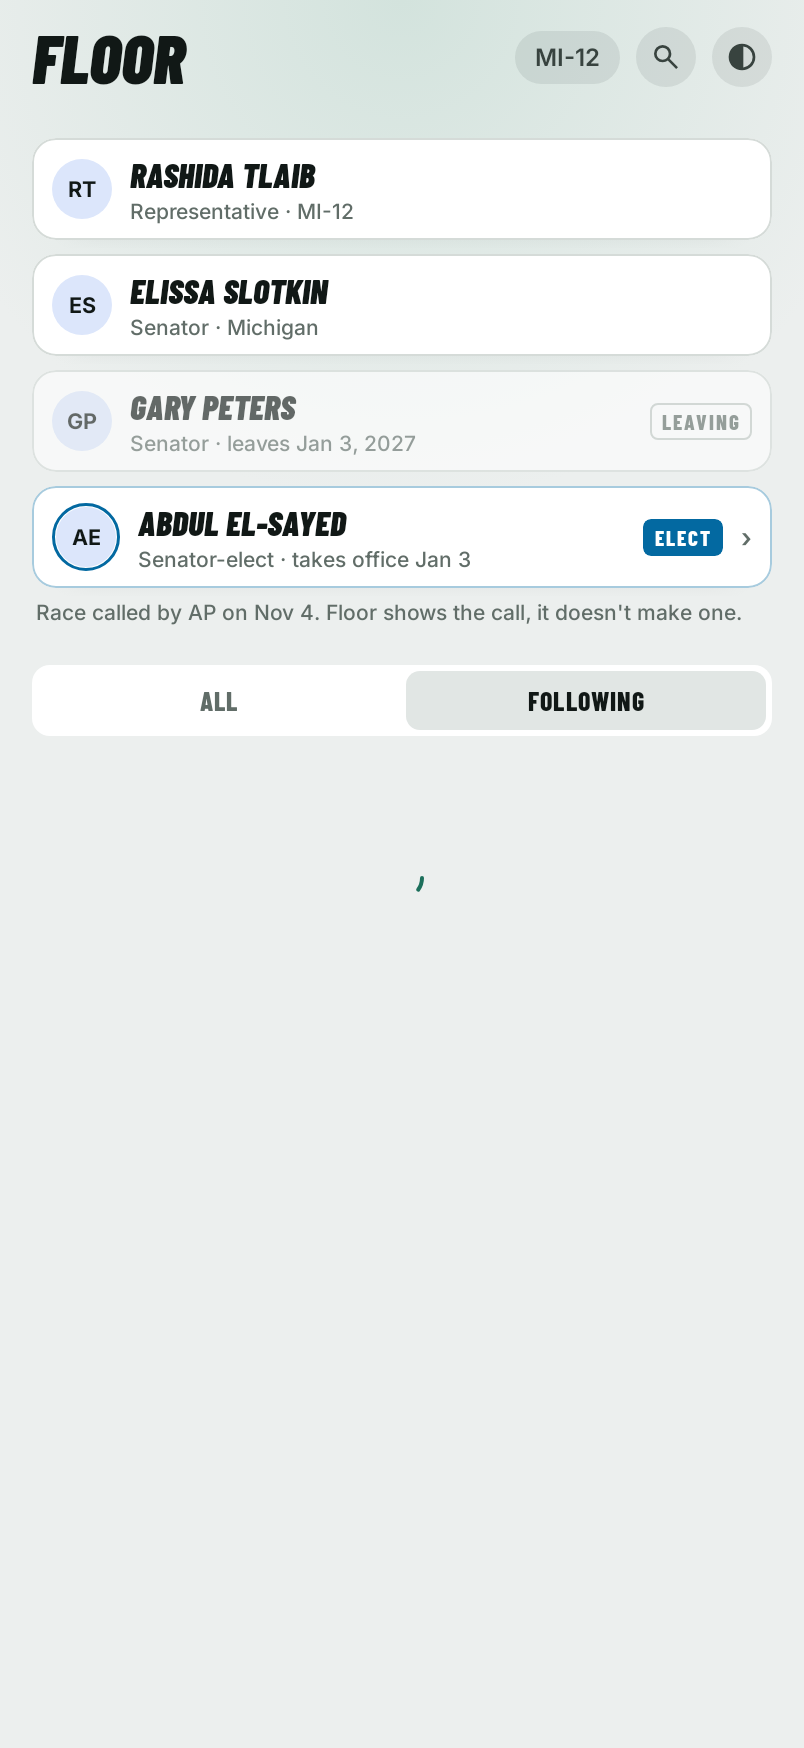 FLOOR
MI-12
RT
RASHIDA TLAIB
Representative · MI-12
ES
ELISSA SLOTKIN
Senator · Michigan
GP
GARY PETERS
Senator · leaves Jan 3, 2027
LEAVING
AE
ABDUL EL-SAYED
Senator-elect · takes office Jan 3
ELECT
Race called by AP on Nov 4. Floor shows the call, it doesn't make one.
ALL
FOLLOWING